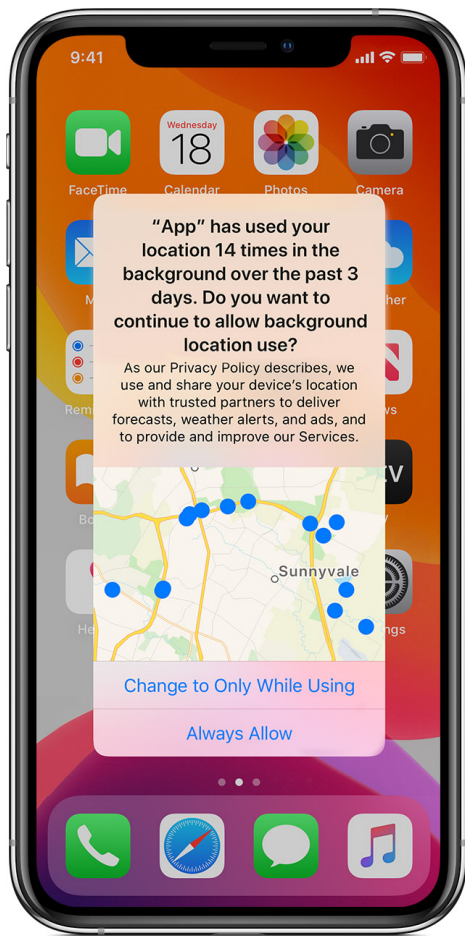 9:41
Wednesday
18
FaceTime
Calendar
Photos
Camera
“App” has used your
location 14 times in the
background over the past 3
days. Do you want to
continue to allow background
location use?
As our Privacy Policy describes, we
use and share your device’s location
with trusted partners to deliver
forecasts, weather alerts, and ads, and
to provide and improve our Services.
Sunnyvale
Change to Only While Using
Always Allow